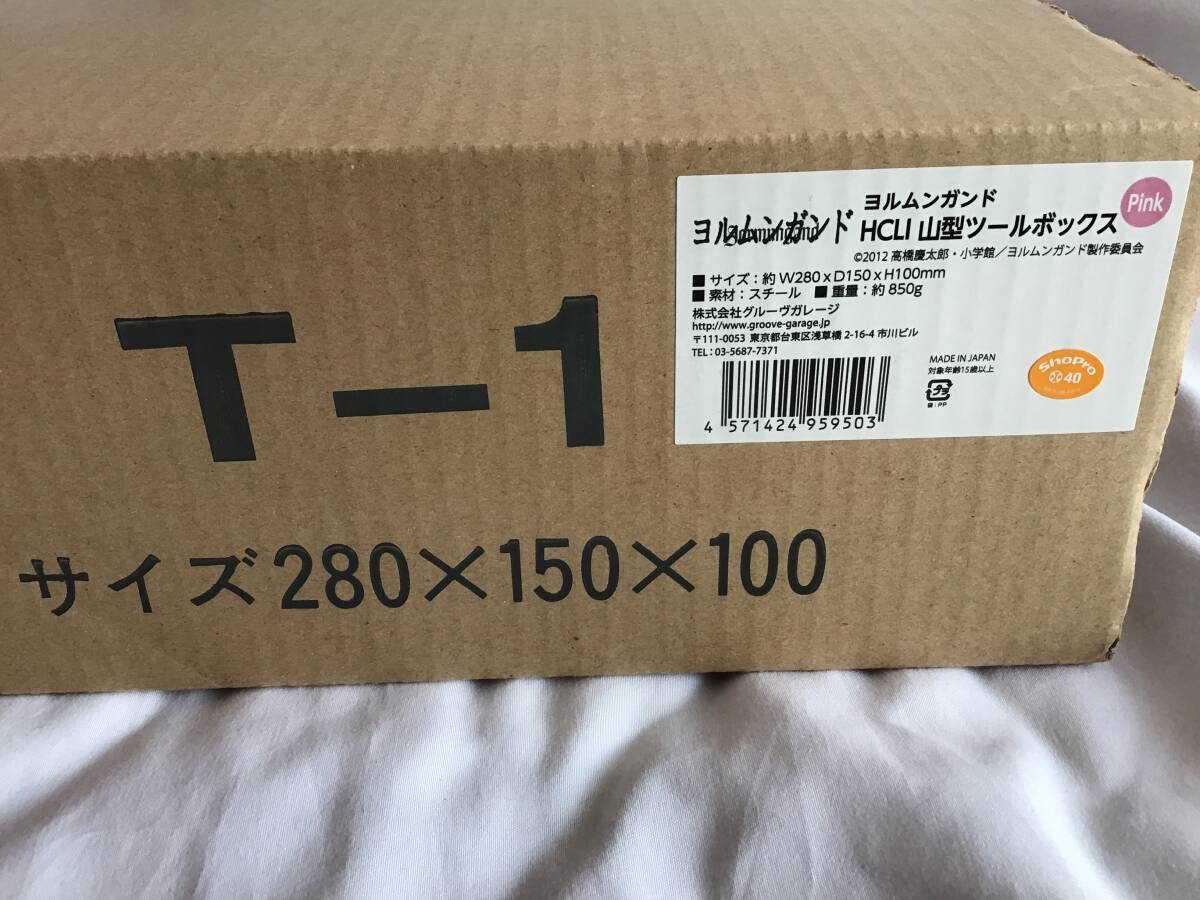 T-1
サイズ280×150×100
ヨルムンガンド
ヨルムンガンド
HCLI 山型ツールボックス
Pink
©2012 高橋慶太郎・小学館/ヨルムンガンド製作委員会
■ サイズ:約 W280 x D150 x H100mm
■ 素材:スチール ■ 重量:約 850g
株式会社グルーヴガレージ
http://www.groove-garage.jp
〒111-0053 東京都台東区浅草橋 2-16-4 市川ビル
TEL:03-5687-7371
4 571424 959503
MADE IN JAPAN
対象年齢15歳以上
プラ
袋:PP
ShoPro
40